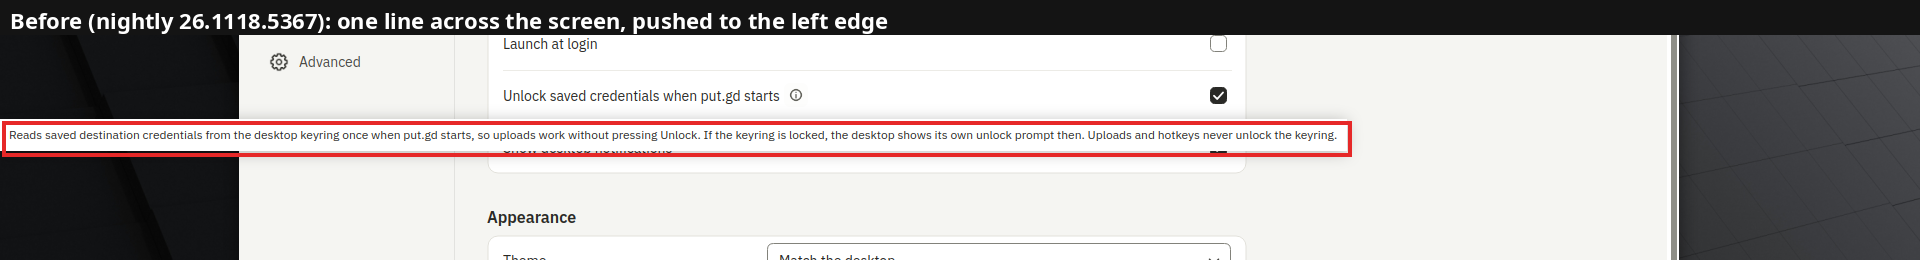 Before (nightly 26.1118.5367): one line across the screen, pushed to the left edge
Launch at login
Advanced
Unlock saved credentials when put.gd starts
Reads saved destination credentials from the desktop keyring once when put.gd starts, so uploads work without pressing Unlock. If the keyring is locked, the desktop shows its own unlock prompt then. Uploads and hotkeys never unlock the keyring.
Show desktop notifications
Appearance
Theme
Match the desktop